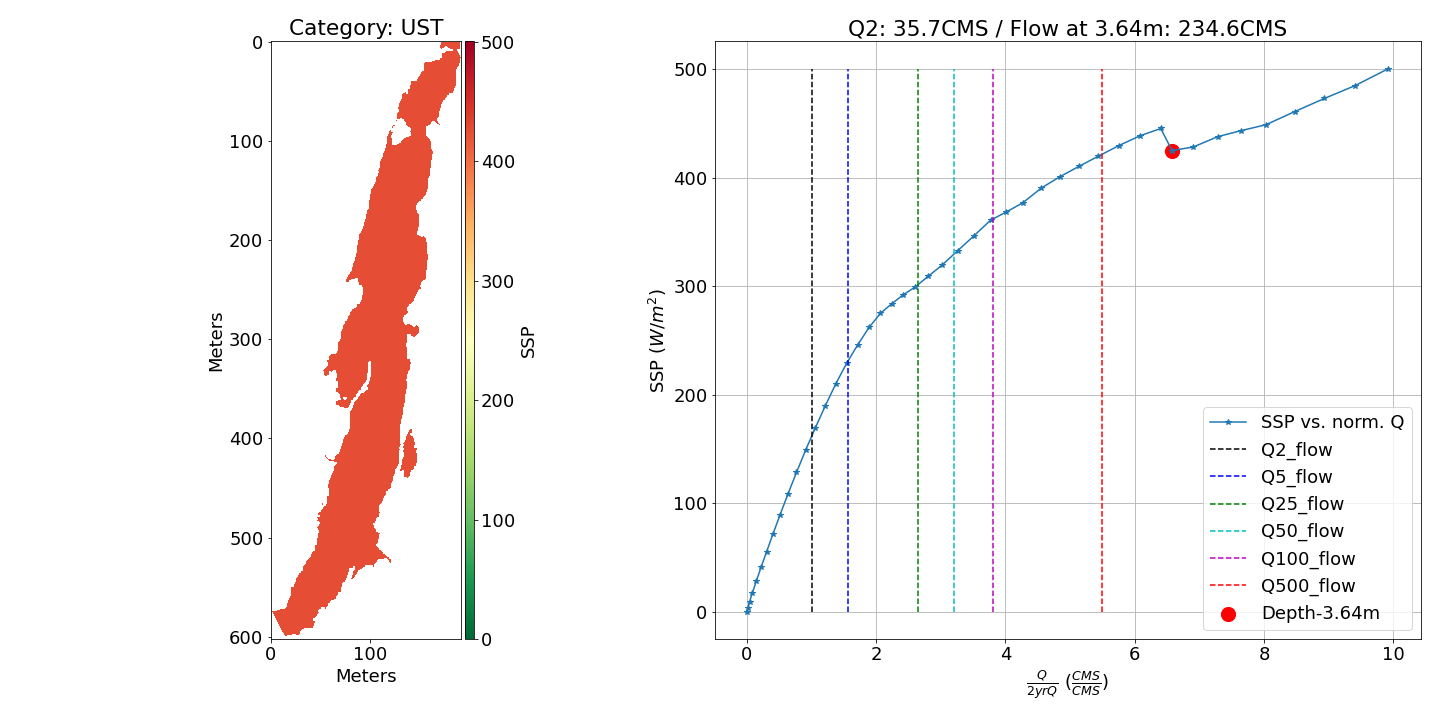 Category: UST
0
100
200
300
400
500
600
Meters
0
100
Meters
500
400
300
200
100
0
SSP
Q2: 35.7CMS / Flow at 3.64m: 234.6CMS
500
400
300
200
100
0
SSP (W/m²)
0
2
4
6
8
10
Q/2yrQ (CMS/CMS)
SSP vs. norm. Q
Q2_flow
Q5_flow
Q25_flow
Q50_flow
Q100_flow
Q500_flow
Depth-3.64m